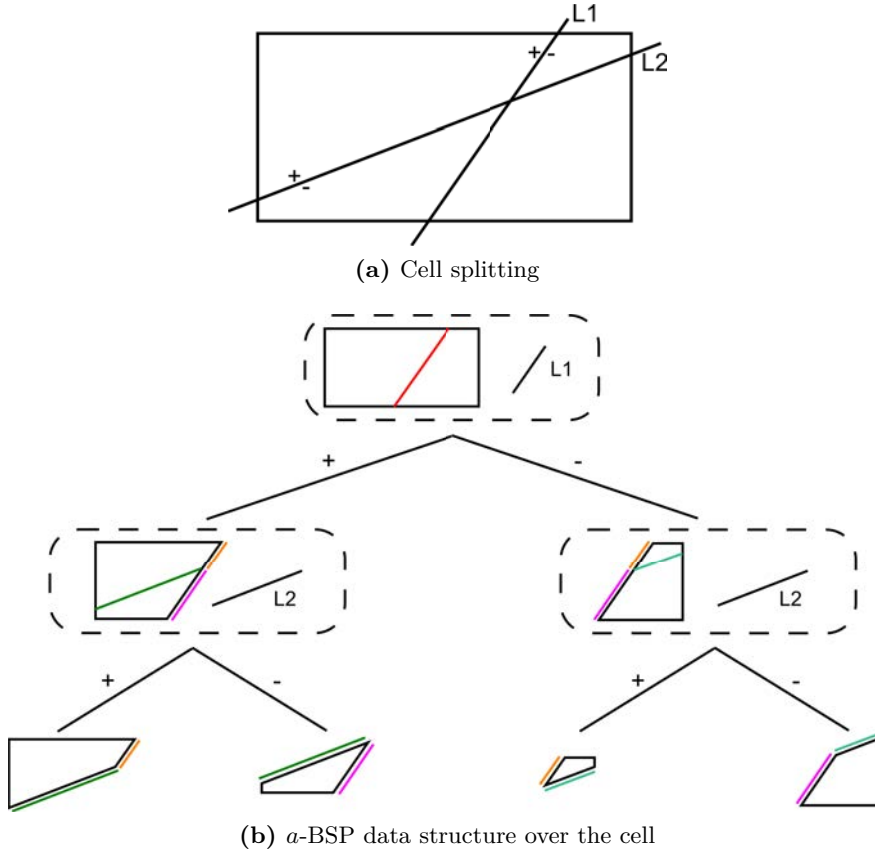 L1
+ -
L2
+
-
(a) Cell splitting
L1
+ -
L2 L2
+ - + -
(b) a-BSP data structure over the cell